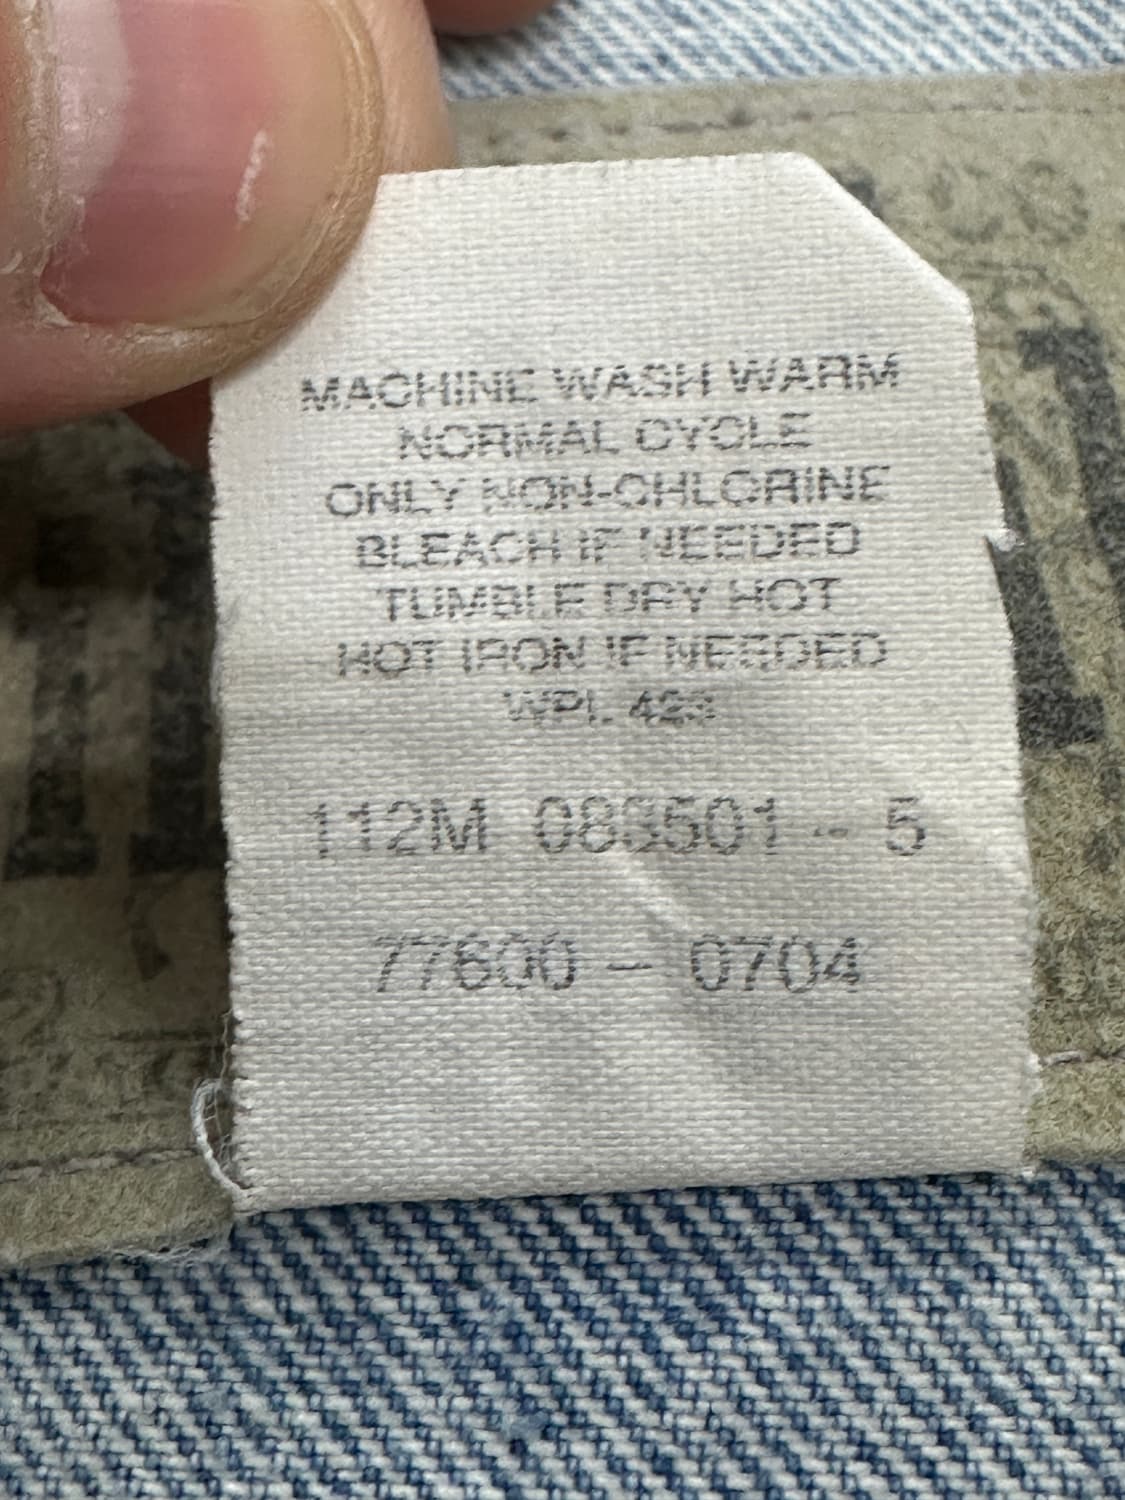 MACHINE WASH WARM
NORMAL CYCLE
ONLY NON-CHLORINE
BLEACH IF NEEDED
TUMBLE DRY HOT
HOT IRON IF NEEDED
WPL 423
112M 083501 - 5
77600 - 0704